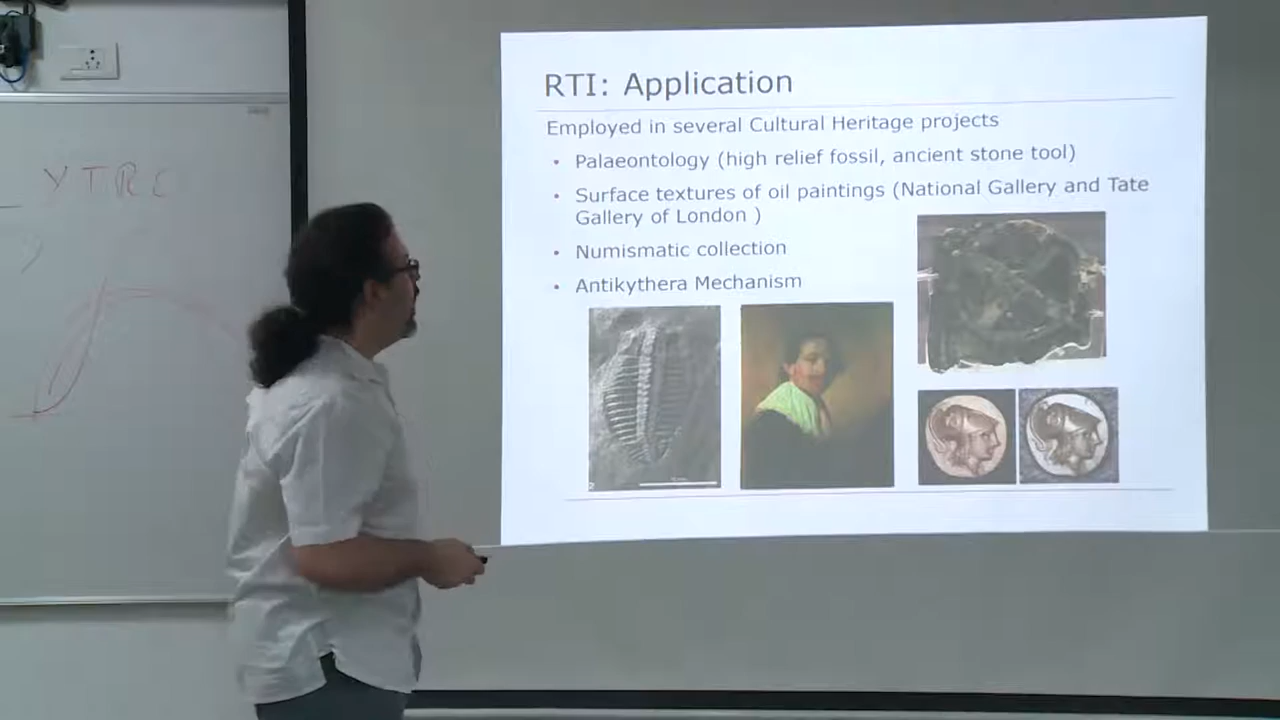 RTI: Application
Employed in several Cultural Heritage projects
• Palaeontology (high relief fossil, ancient stone tool)
• Surface textures of oil paintings (National Gallery and Tate
Gallery of London )
• Numismatic collection
• Antikythera Mechanism